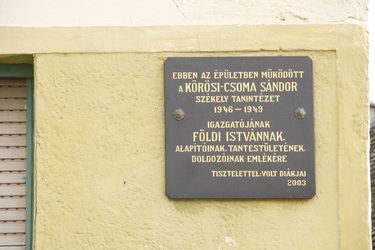 EBBEN AZ ÉPÜLETBEN MŰKÖDÖTT
A KŐRÖSI-CSOMA SÁNDOR
SZÉKELY TANINTÉZET
1946-1949
IGAZGATÓJÁNAK
FÖLDI ISTVÁNNAK,
ALAPÍTÓINAK, TANTESTÜLETÉNEK,
DOLGOZÓINAK EMLÉKÉRE
TISZTELETTEL: VOLT DIÁKJAI
2003